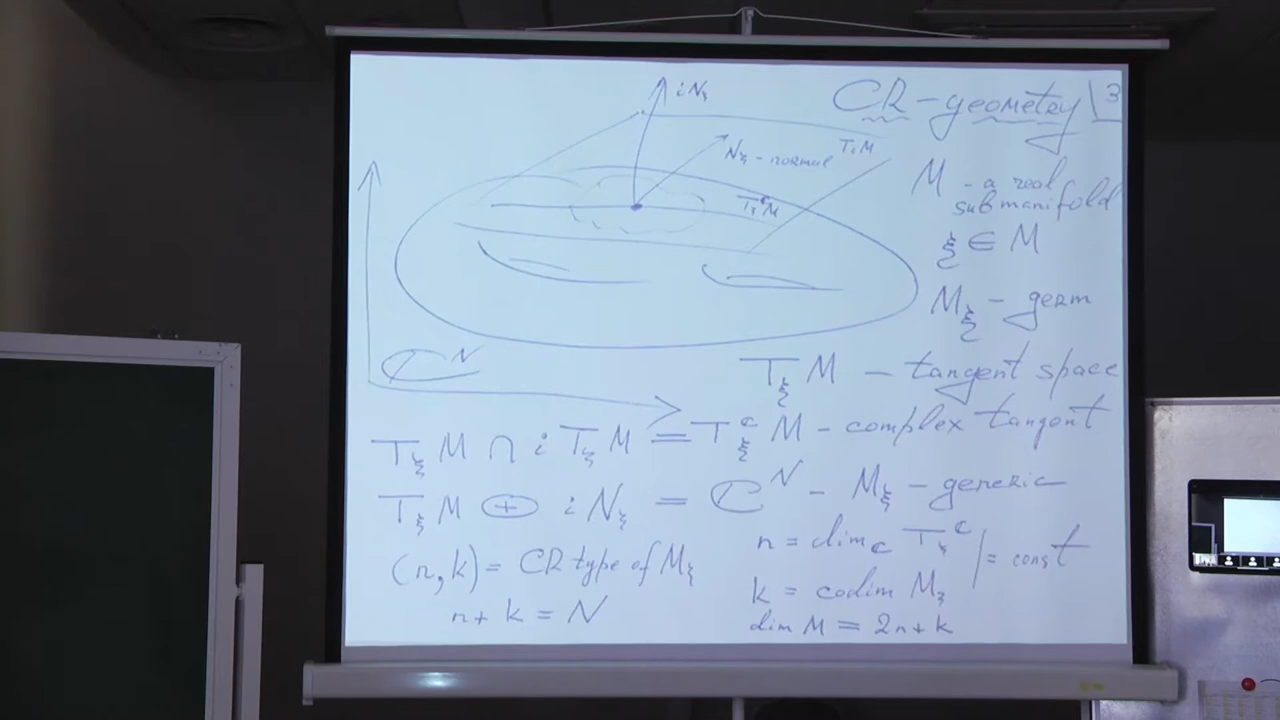 CR-geometry 3
iN_ξ
N_ξ - normal
T_ξM
T_ξ^cM
M - a real
submanifold
ξ ∈ M
M_ξ - germ
ℂ^N
T_ξ M - tangent space
T_ξ M ∩ i T_ξ M = T_ξ^c M - complex tangent
T_ξ M ⊕ i N_ξ = ℂ^N - M_ξ - generic
(n,k) = CR type of M_ξ
n + k = N
n = dim_ℂ T_ξ^c | = const
k = codim M_ξ
dim M = 2n+k